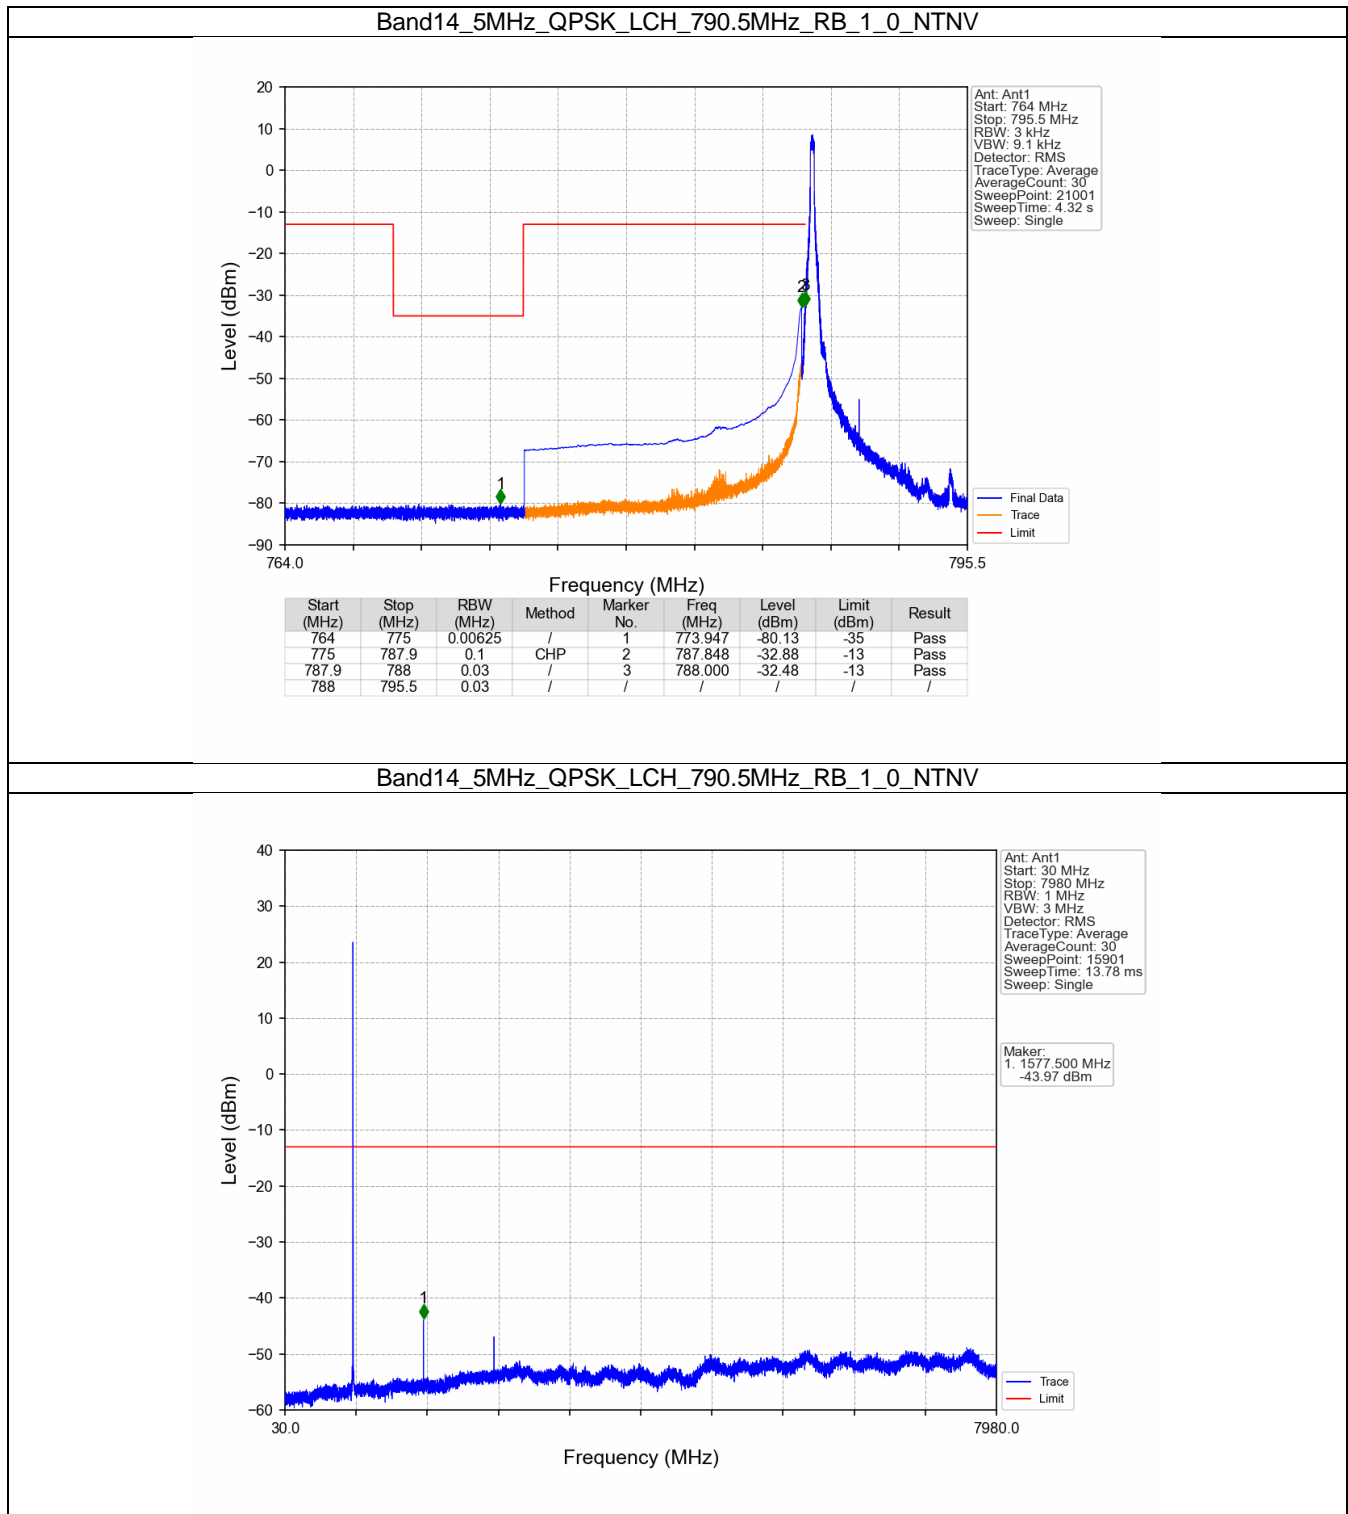 Band14_5MHz_QPSK_LCH_790.5MHz_RB_1_0_NTNV
20
10
0
−10
−20
−30
−40
−50
−60
−70
−80
−90
Level (dBm)
1
2
3
764.0
795.5
Frequency (MHz)
Ant: Ant1
Start: 764 MHz
Stop: 795.5 MHz
RBW: 3 kHz
VBW: 9.1 kHz
Detector: RMS
TraceType: Average
AverageCount: 30
SweepPoint: 21001
SweepTime: 4.32 s
Sweep: Single
Final Data
Trace
Limit
Start (MHz) Stop (MHz) RBW (MHz) Method Marker No. Freq (MHz) Level (dBm) Limit (dBm) Result
764 775 0.00625 / 1 773.947 -80.13 -35 Pass
775 787.9 0.1 CHP 2 787.848 -32.88 -13 Pass
787.9 788 0.03 / 3 788.000 -32.48 -13 Pass
788 795.5 0.03 / / / / / /
Band14_5MHz_QPSK_LCH_790.5MHz_RB_1_0_NTNV
40
30
20
10
0
−10
−20
−30
−40
−50
−60
Level (dBm)
1
30.0
7980.0
Frequency (MHz)
Ant: Ant1
Start: 30 MHz
Stop: 7980 MHz
RBW: 1 MHz
VBW: 3 MHz
Detector: RMS
TraceType: Average
AverageCount: 30
SweepPoint: 15901
SweepTime: 13.78 ms
Sweep: Single
Maker:
1. 1577.500 MHz
-43.97 dBm
Trace
Limit